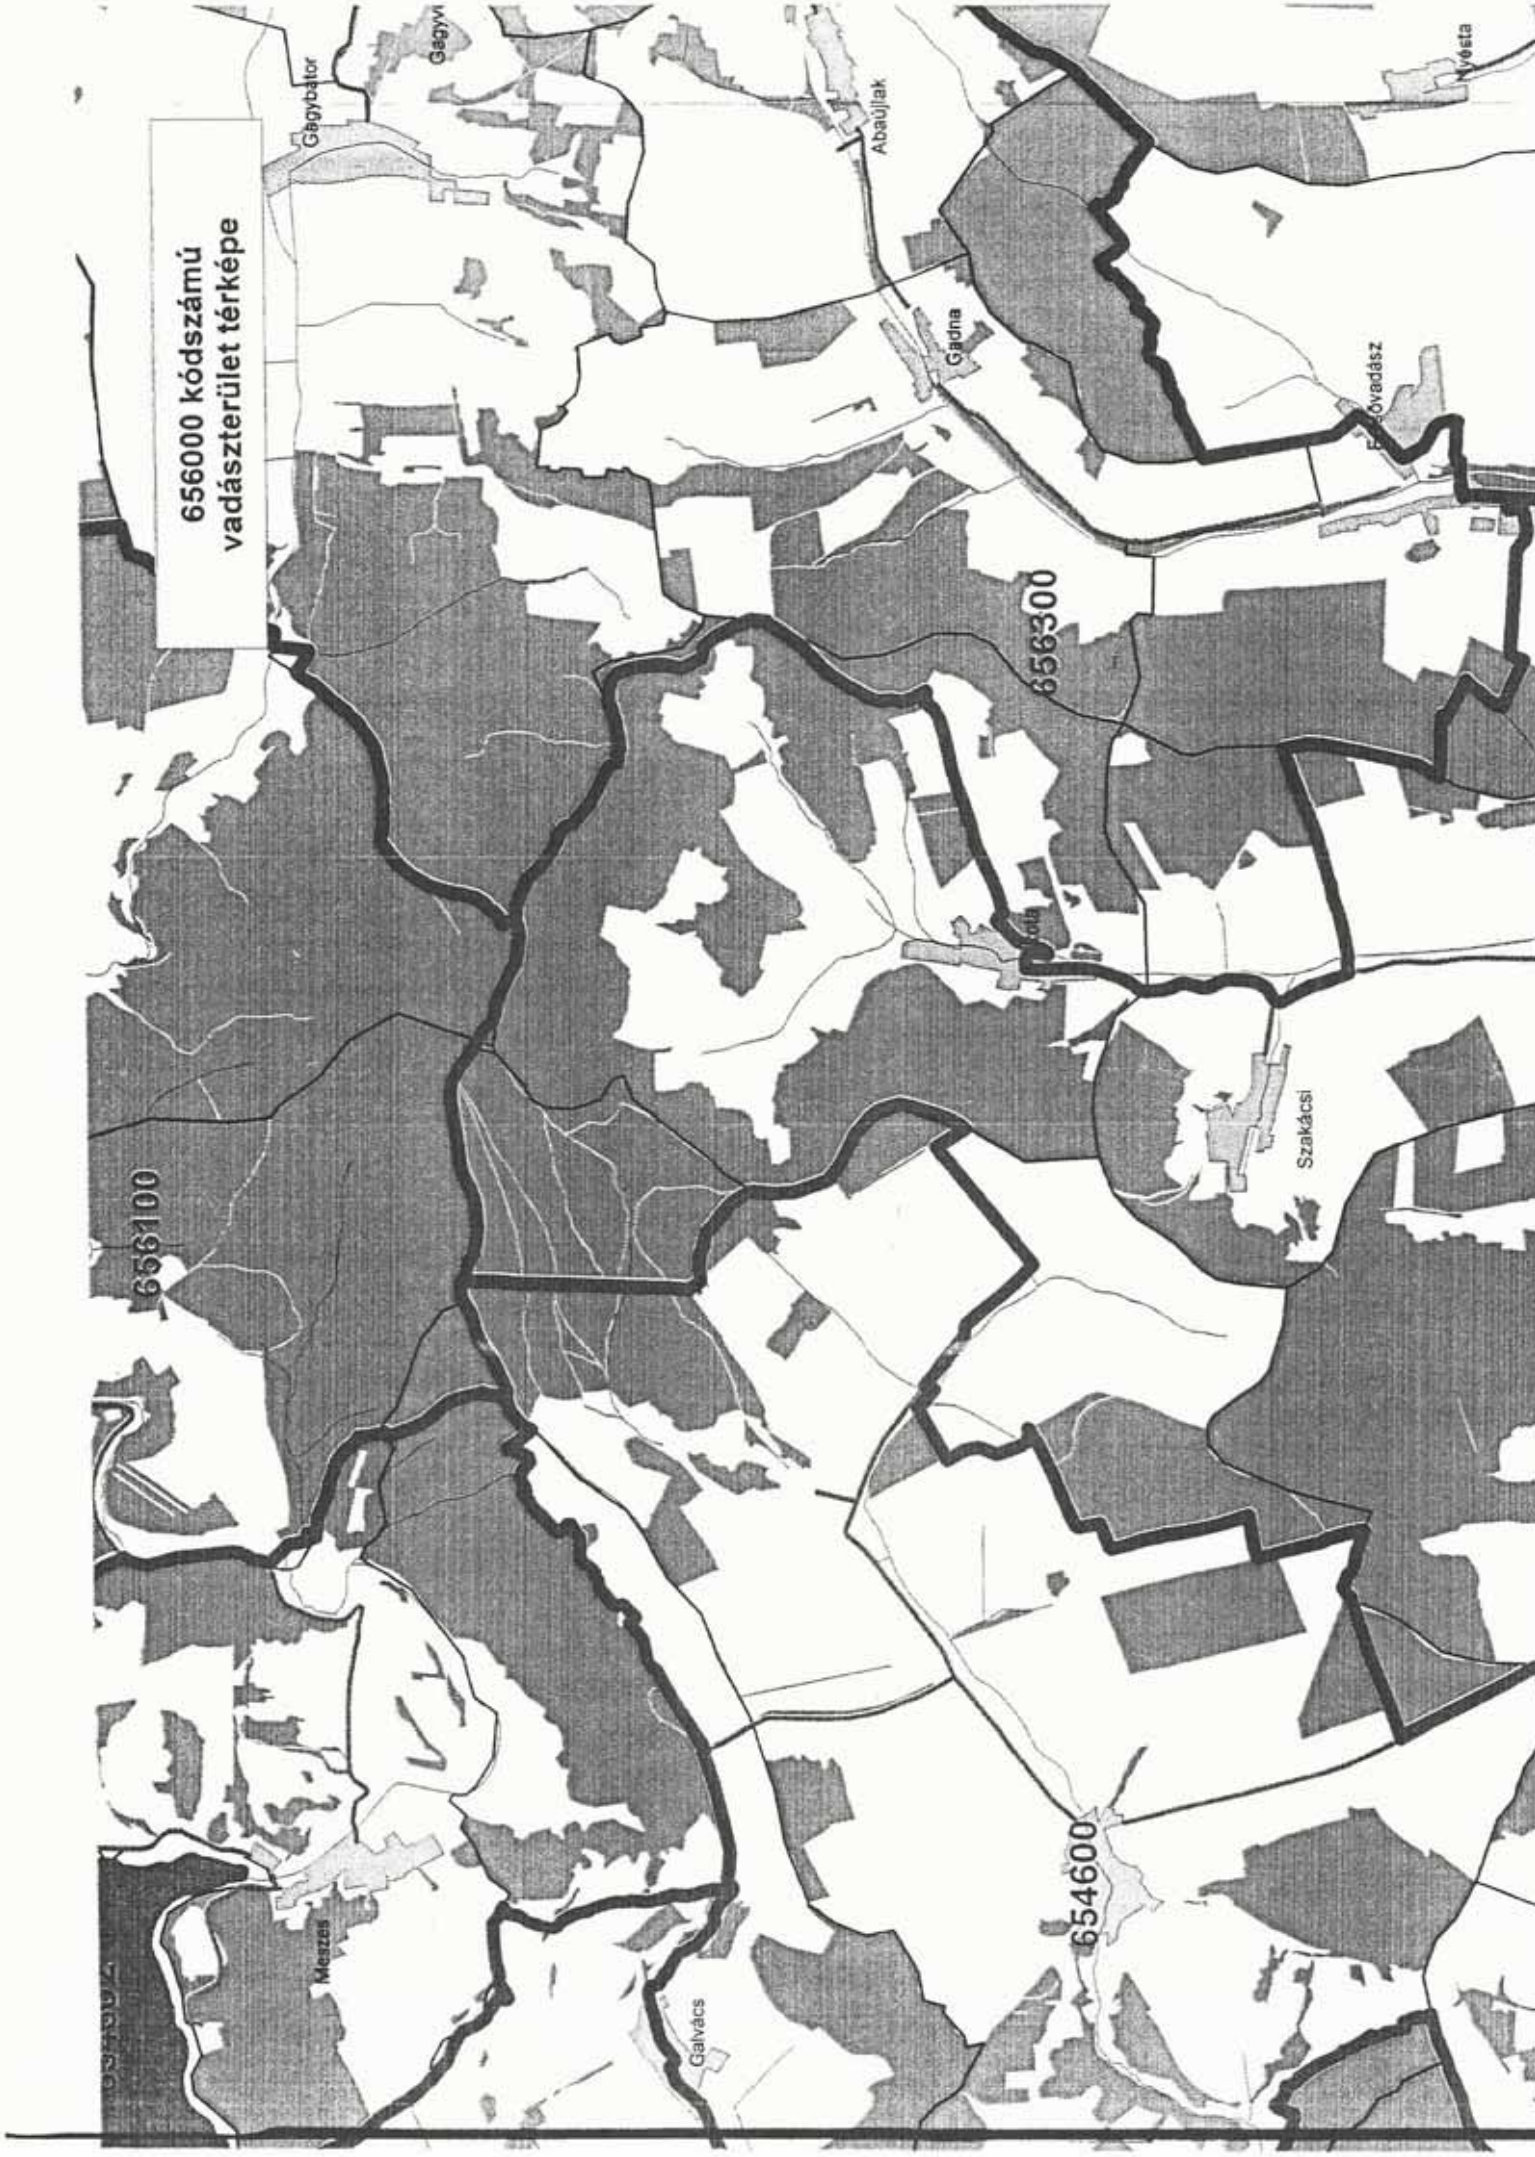 656000 kódszámú
vadászterület térképe
Gagybátor
Abaújlak
Nyésta
Gadna
656300
656100
Szakácsi
654600
Meszes
Galvács